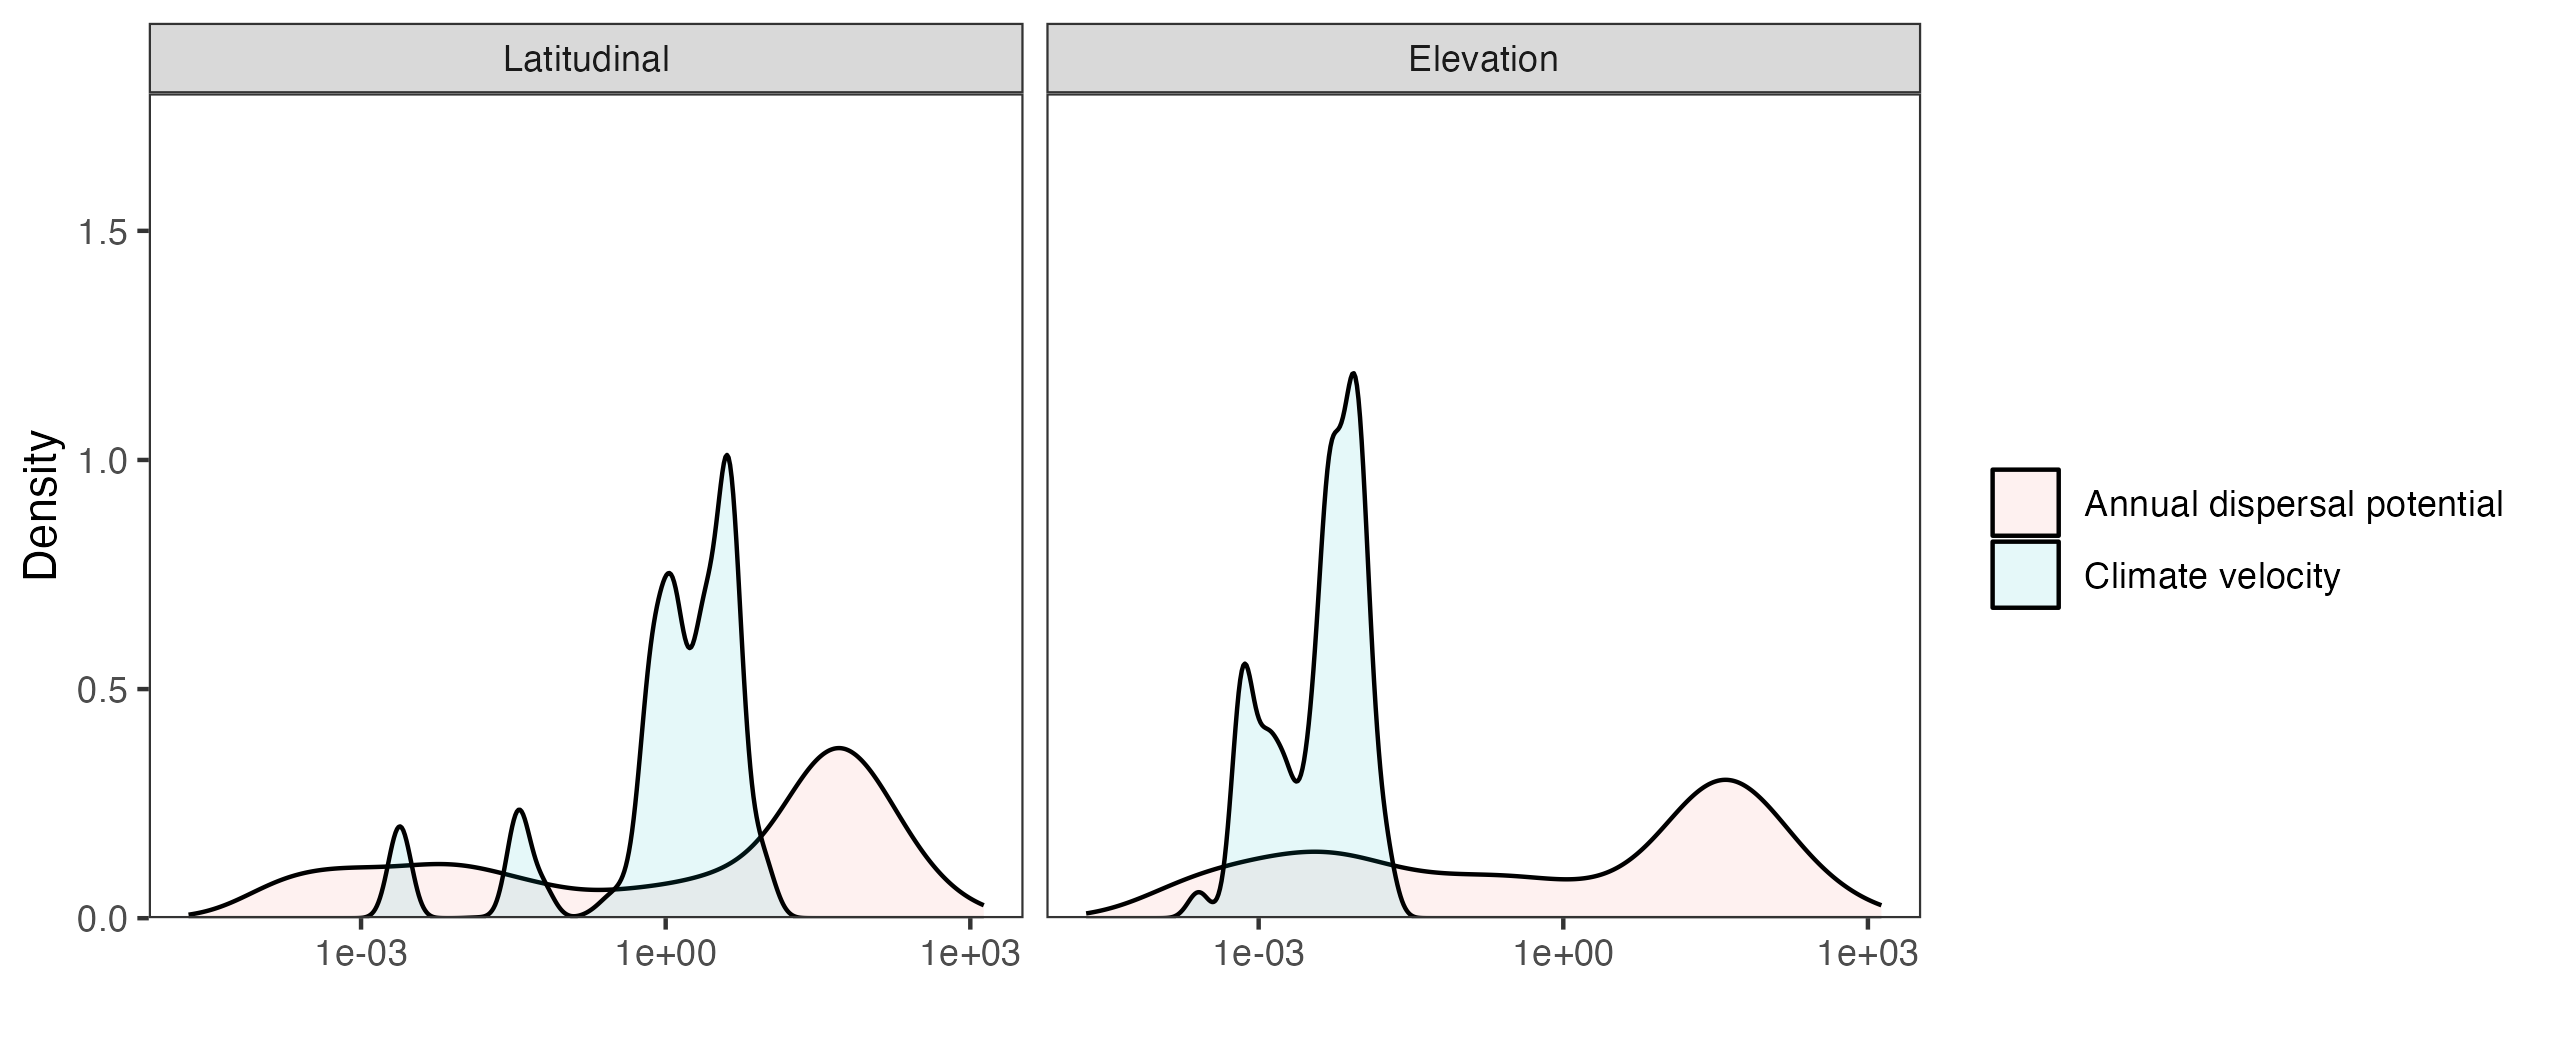 Latitudinal
Elevation
Density
1.5
1.0
0.5
0.0
1e-03
1e+00
1e+03
1e-03
1e+00
1e+03
Annual dispersal potential
Climate velocity